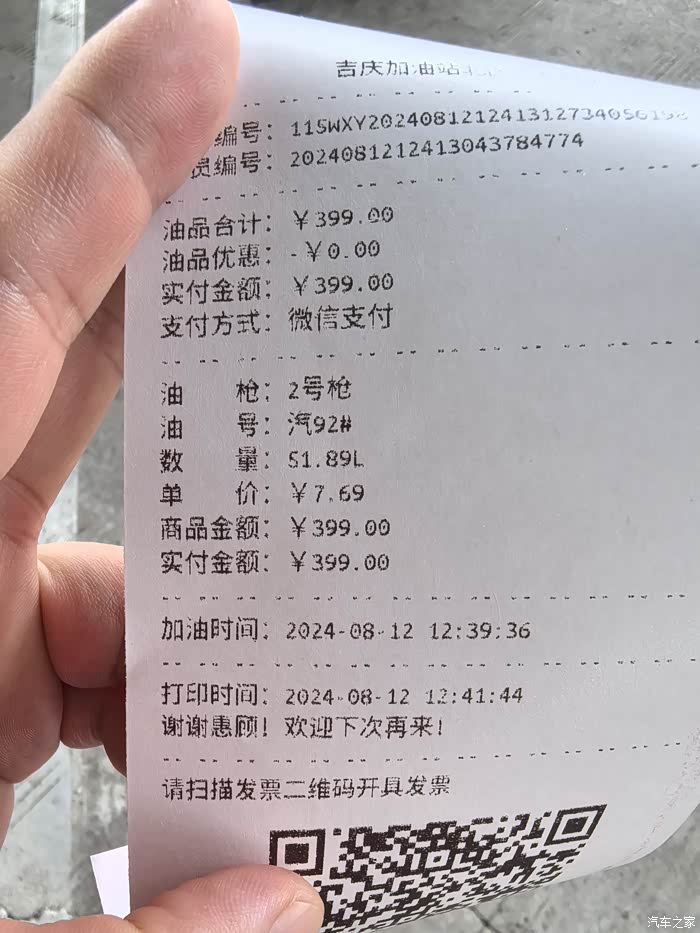 吉庆加油站
编号: 115WXY20240812124131273405619
员编号: 2024081212413043784774
油品合计: ￥399.00
油品优惠: -￥0.00
实付金额: ￥399.00
支付方式: 微信支付
油 枪: 2号枪
油 号: 汽92#
数 量: 51.89L
单 价: ￥7.69
商品金额: ￥399.00
实付金额: ￥399.00
加油时间: 2024-08-12 12:39:36
打印时间: 2024-08-12 12:41:44
谢谢惠顾! 欢迎下次再来!
请扫描发票二维码开具发票
汽车之家